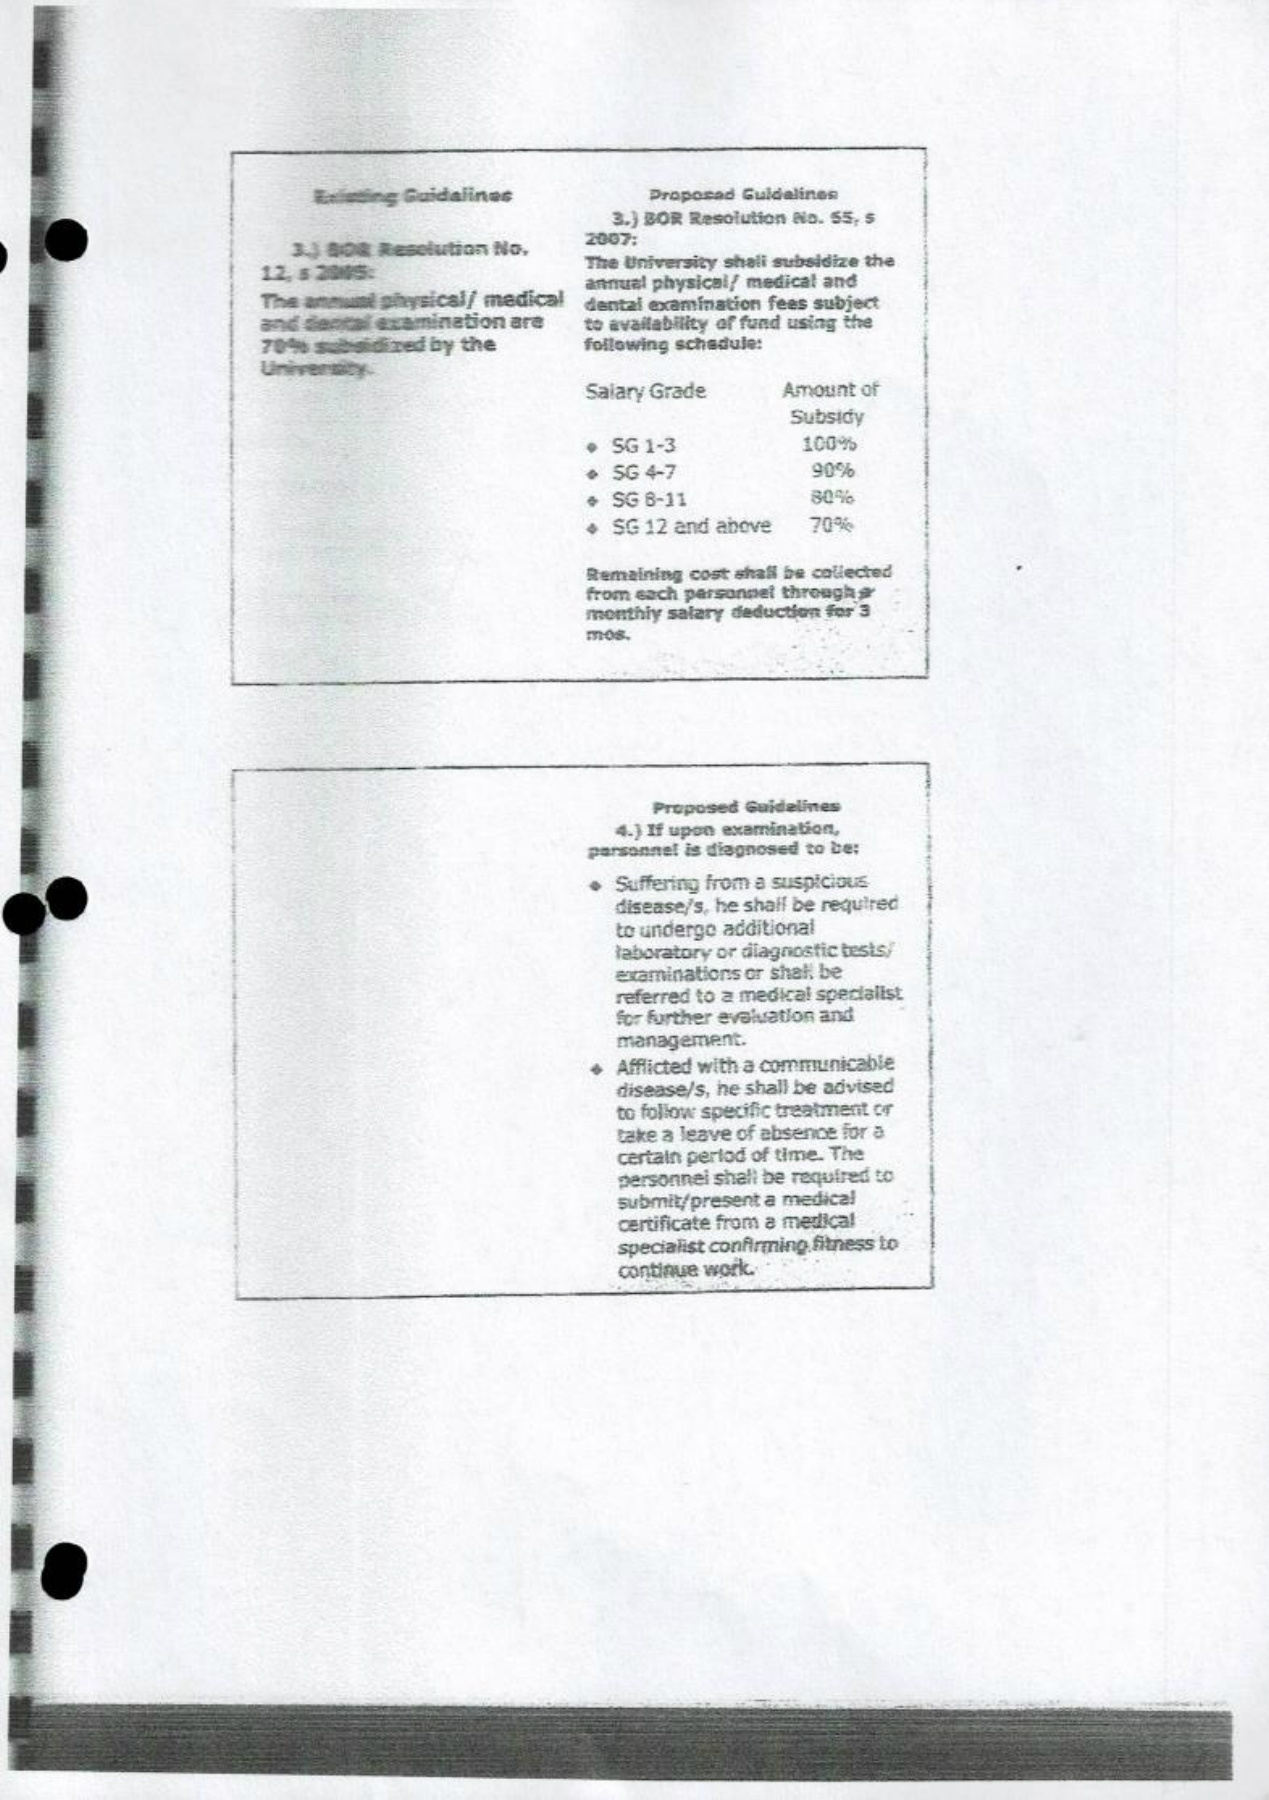 Existing Guidelines
3.) BOR Resolution No.
12, s 2005:
The annual physical/ medical
and dental examination are
70% subsidized by the
University.
Proposed Guidelines
3.) BOR Resolution No. 55, s
2007:
The University shall subsidize the
annual physical/ medical and
dental examination fees subject
to availability of fund using the
following schedule:
Salary Grade Amount of
Subsidy
❖ SG 1-3 100%
❖ SG 4-7 90%
❖ SG 8-11 80%
❖ SG 12 and above 70%
Remaining cost shall be collected
from each personnel through a
monthly salary deduction for 3
mos.
Proposed Guidelines
4.) If upon examination,
personnel is diagnosed to be:
❖ Suffering from a suspicious
disease/s, he shall be required
to undergo additional
laboratory or diagnostic tests/
examinations or shall be
referred to a medical specialist
for further evaluation and
management.
❖ Afflicted with a communicable
disease/s, he shall be advised
to follow specific treatment or
take a leave of absence for a
certain period of time. The
personnel shall be required to
submit/present a medical
certificate from a medical
specialist confirming fitness to
continue work.